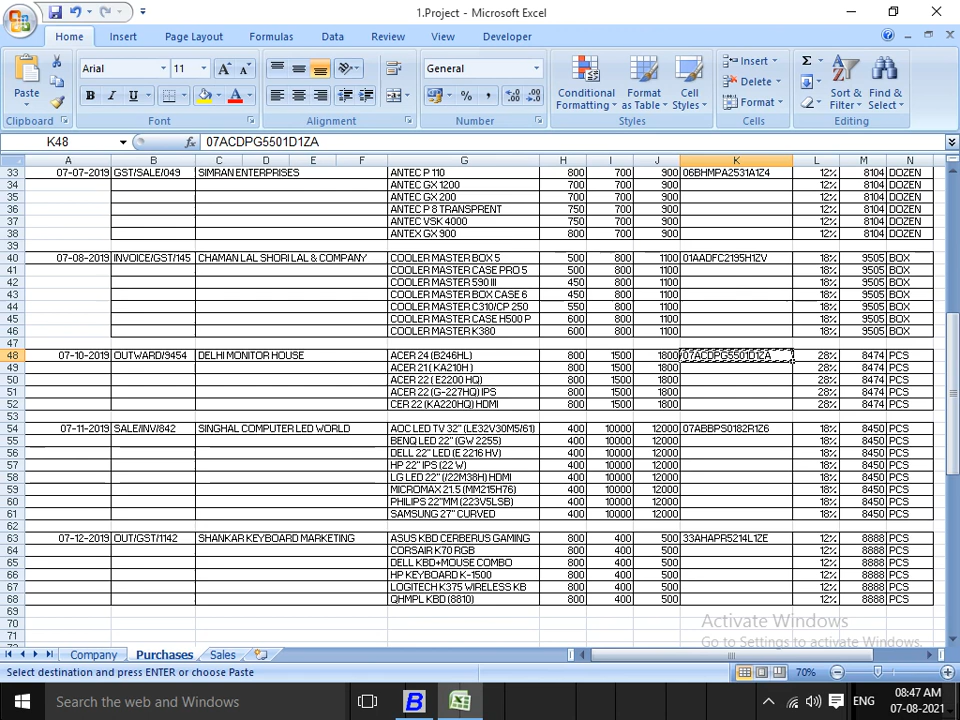 1.Project - Microsoft Excel
Home Insert Page Layout Formulas Data Review View Developer
Paste Arial 11 A A General Conditional Formatting Format as Table Cell Styles Insert Delete Format Sort & Filter Find & Select
B I U A % , Σ
Clipboard Font Alignment Number Styles Cells Editing
K48 fx 07ACDPG5501D1ZA
A B C D E F G H I J K L M N
33 07-07-2019 GST/SALE/049 SIMRAN ENTERPRISES ANTEC P 110 800 700 900 06BHMPA2531A1Z4 12% 8104 DOZEN
34 ANTEC GX 1200 700 700 900 12% 8104 DOZEN
35 ANTEC GX 200 700 700 900 12% 8104 DOZEN
36 ANTEC P 8 TRANSPRENT 750 700 900 12% 8104 DOZEN
37 ANTEC VSK 4000 750 700 900 12% 8104 DOZEN
38 ANTEX GX 900 800 700 900 12% 8104 DOZEN
39
40 07-08-2019 INVOICE/GST/145 CHAMAN LAL SHORI LAL & COMPANY COOLER MASTER BOX 5 500 800 1100 01AADFC2195H1ZV 18% 9505 BOX
41 COOLER MASTER CASE PRO 5 500 800 1100 18% 9505 BOX
42 COOLER MASTER 590 III 450 800 1100 18% 9505 BOX
43 COOLER MASTER BOX CASE 6 450 800 1100 18% 9505 BOX
44 COOLER MASTER C310/CP 250 550 800 1100 18% 9505 BOX
45 COOLER MASTER CASE H500 P 600 800 1100 18% 9505 BOX
46 COOLER MASTER K380 600 800 1100 18% 9505 BOX
47
48 07-10-2019 OUTWARD/9454 DELHI MONITOR HOUSE ACER 24 (B246HL) 800 1500 1800 07ACDPG5501D1ZA 28% 8474 PCS
49 ACER 21 ( KA210H ) 800 1500 1800 28% 8474 PCS
50 ACER 22 ( E2200 HQ) 800 1500 1800 28% 8474 PCS
51 ACER 22 (G-227HQ) IPS 800 1500 1800 28% 8474 PCS
52 CER 22 (KA220HQ) HDMI 800 1500 1800 28% 8474 PCS
53
54 07-11-2019 SALE/INV/842 SINGHAL COMPUTER LED WORLD AOC LED TV 32" (LE32V30M5/61) 400 10000 12000 07ABBPS0182R1Z6 18% 8450 PCS
55 BENQ LED 22" (GW 2255) 400 10000 12000 18% 8450 PCS
56 DELL 22" LED (E 2216 HV) 400 10000 12000 18% 8450 PCS
57 HP 22" IPS (22 W) 400 10000 12000 18% 8450 PCS
58 LG LED 22" (/22M38H) HDMI 400 10000 12000 18% 8450 PCS
59 MICROMAX 21.5 (MM215H76) 400 10000 12000 18% 8450 PCS
60 PHILIPS 22"MM (223V5LSB) 400 10000 12000 18% 8450 PCS
61 SAMSUNG 27" CURVED 400 10000 12000 18% 8450 PCS
62
63 07-12-2019 OUT/GST/1142 SHANKAR KEYBOARD MARKETING ASUS KBD CERBERUS GAMING 800 400 500 33AHAPR5214L1ZE 12% 8888 PCS
64 CORSAIR K70 RGB 800 400 500 12% 8888 PCS
65 DELL KBD+MOUSE COMBO 800 400 500 12% 8888 PCS
66 HP KEYBOARD K-1500 800 400 500 12% 8888 PCS
67 LOGITECH K375 WIRELESS KB 800 400 500 12% 8888 PCS
68 QHMPL KBD (8810) 800 400 500 12% 8888 PCS
69
70
71
Activate Windows
Go to Settings to activate Windows.
Company Purchases Sales
Select destination and press ENTER or choose Paste 70%
Search the web and Windows B ENG 08:47 AM
07-08-2021